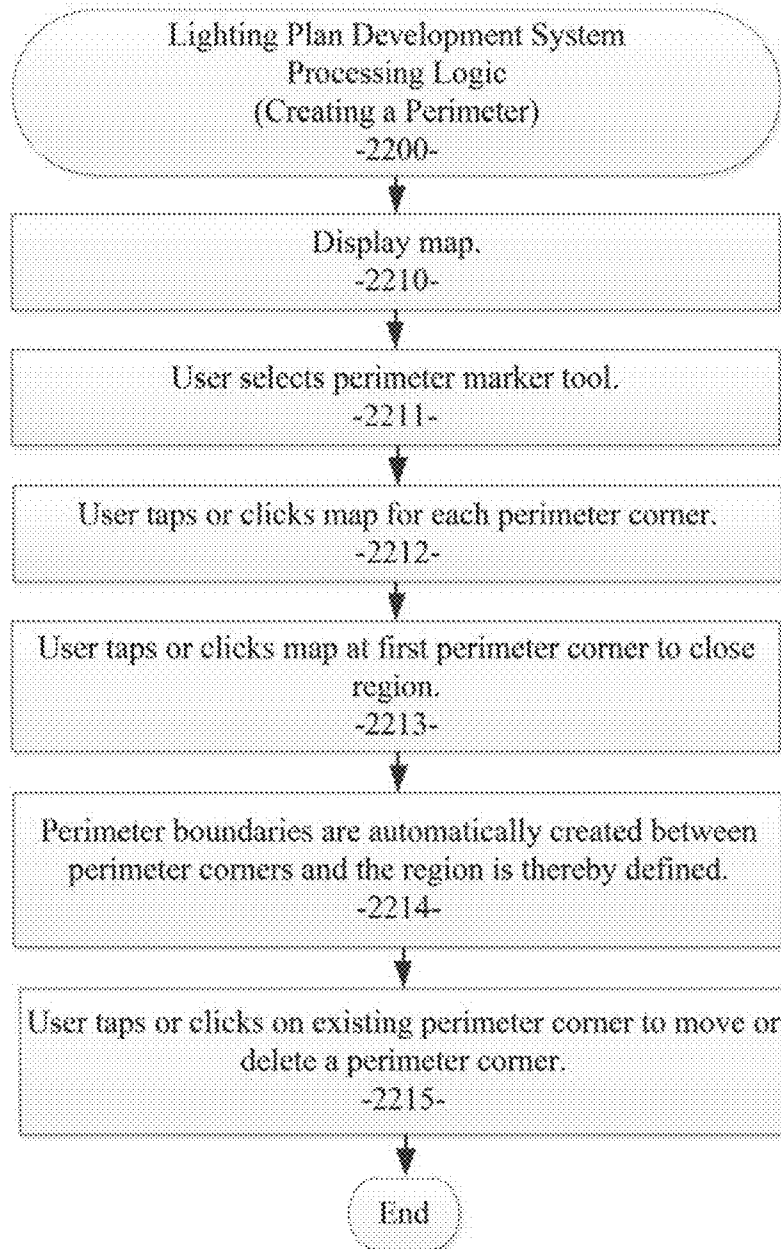 Lighting Plan Development System
Processing Logic
(Creating a Perimeter)
-2200-
Display map.
-2210-
User selects perimeter marker tool.
-2211-
User taps or clicks map for each perimeter corner.
-2212-
User taps or clicks map at first perimeter corner to close
region.
-2213-
Perimeter boundaries are automatically created between
perimeter corners and the region is thereby defined.
-2214-
User taps or clicks on existing perimeter corner to move or
delete a perimeter corner.
-2215-
End